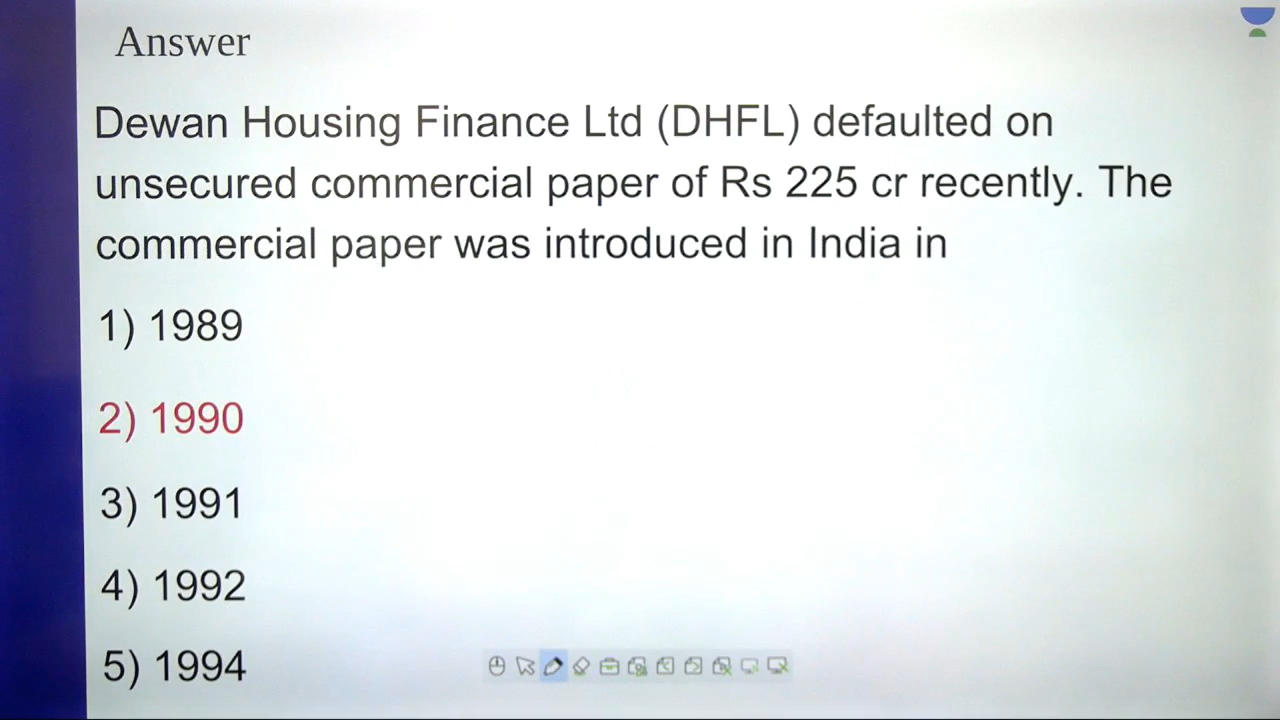 Answer
Dewan Housing Finance Ltd (DHFL) defaulted on
unsecured commercial paper of Rs 225 cr recently. The
commercial paper was introduced in India in
1) 1989
2) 1990
3) 1991
4) 1992
5) 1994